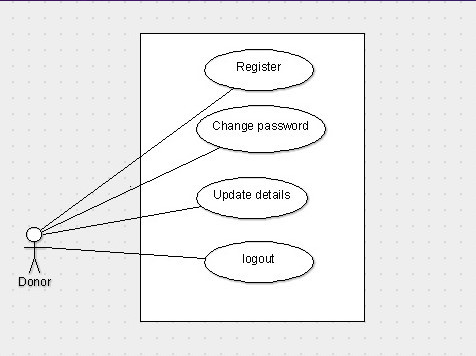 Register
Change password
Update details
logout
Donor